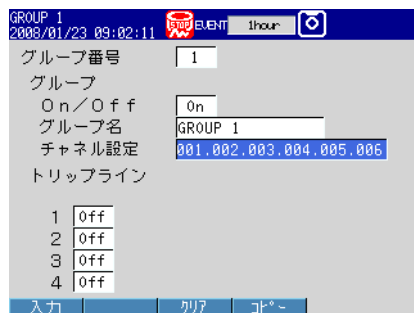 GROUP 1
2008/01/23 09:02:11 STOP EVENT 1hour
グループ番号 1
グループ
On/Off On
グループ名 GROUP 1
チャネル設定 001.002.003.004.005.006
トリップライン
1 Off
2 Off
3 Off
4 Off
入力 クリア コピー